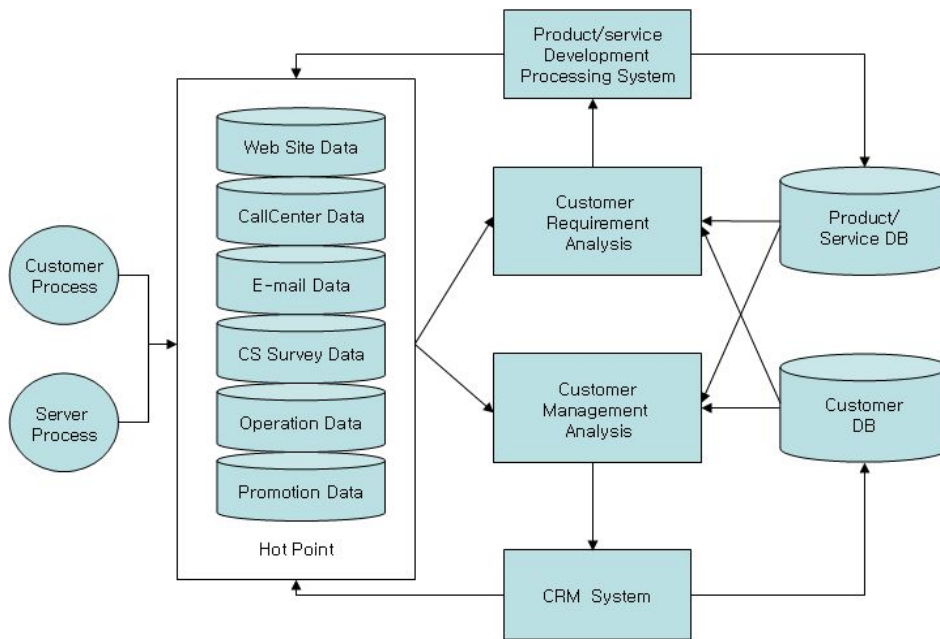 Product/service
Development
Processing System
Web Site Data
CallCenter Data
E-mail Data
CS Survey Data
Operation Data
Promotion Data
Hot Point
Customer
Process
Server
Process
Customer
Requirement
Analysis
Customer
Management
Analysis
Product/
Service DB
Customer
DB
CRM System